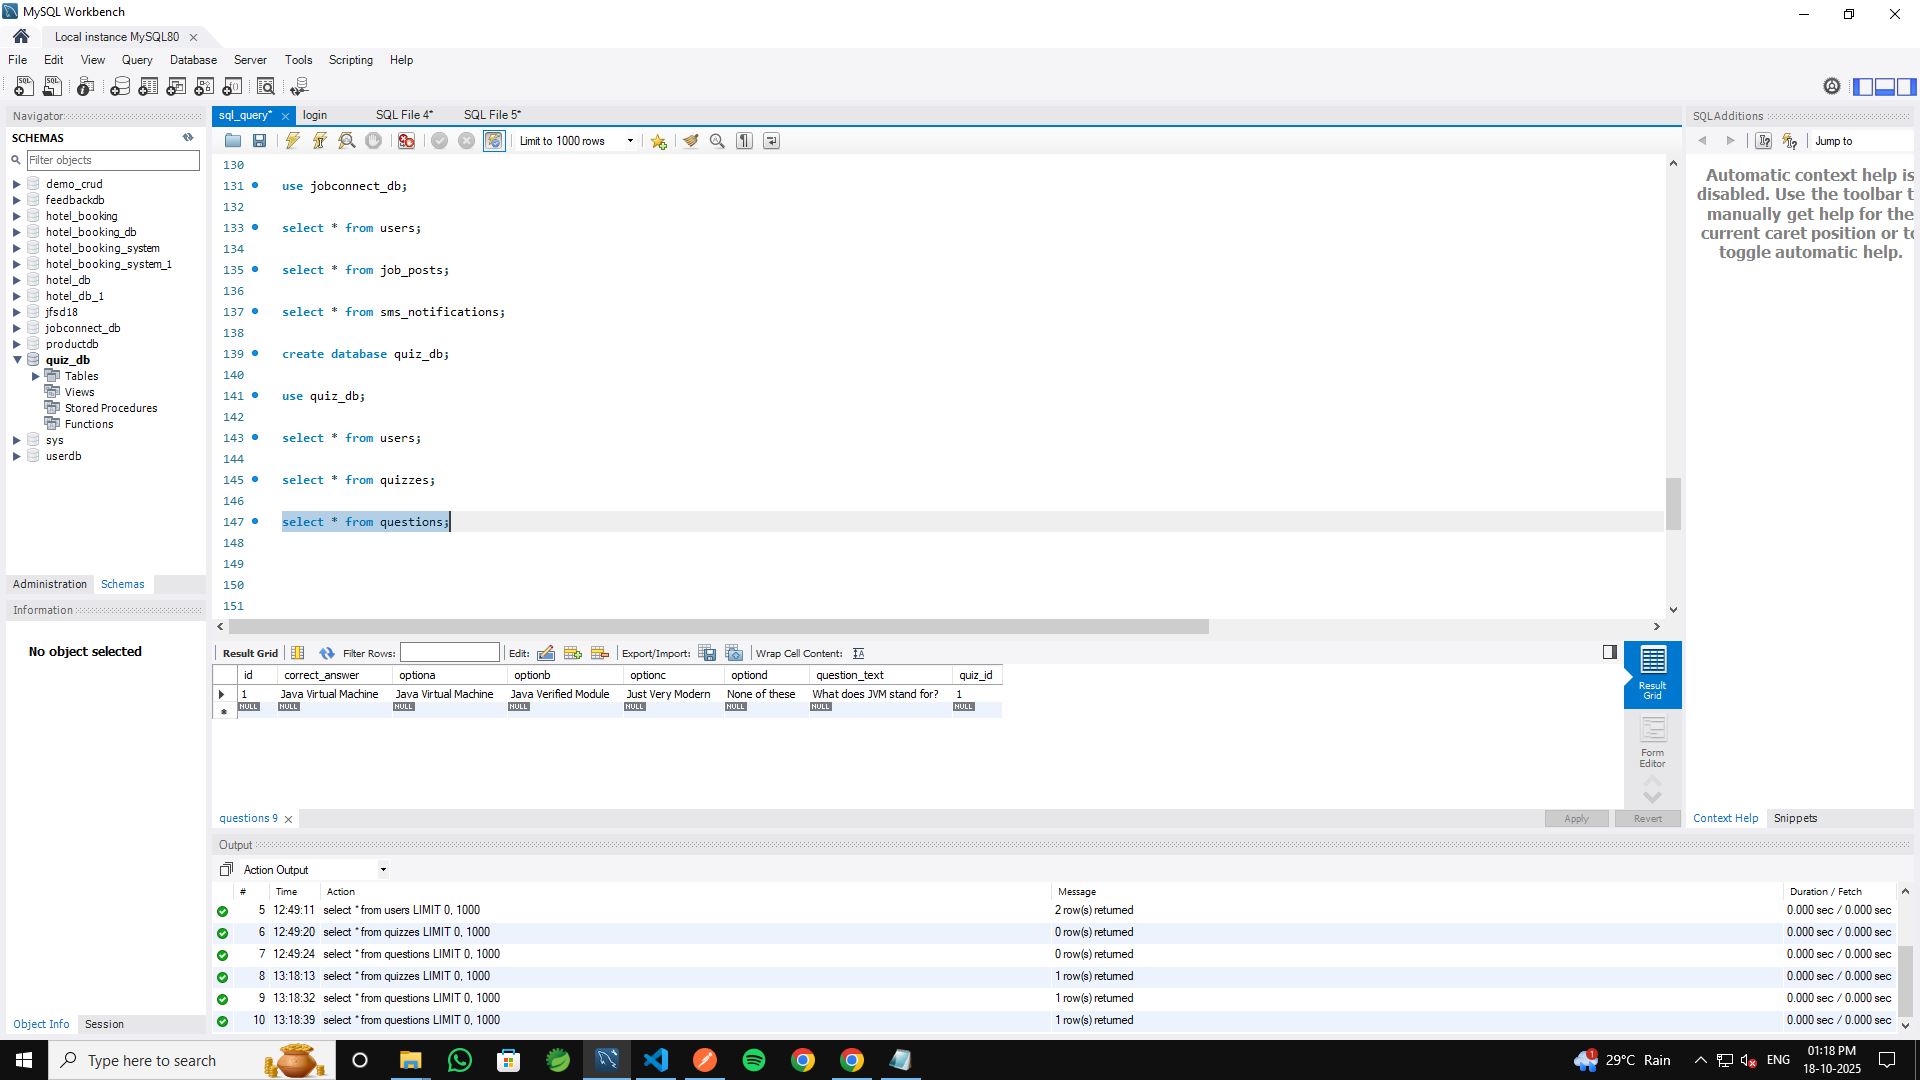 MySQL Workbench
Local instance MySQL80
File Edit View Query Database Server Tools Scripting Help
Navigator
SCHEMAS
Filter objects
demo_crud
feedbackdb
hotel_booking
hotel_booking_db
hotel_booking_system
hotel_booking_system_1
hotel_db
hotel_db_1
jfsd18
jobconnect_db
productdb
quiz_db
Tables
Views
Stored Procedures
Functions
sys
userdb
Administration Schemas
Information
No object selected
Object Info Session
sql_query* login SQL File 4* SQL File 5*
Limit to 1000 rows
130
131 use jobconnect_db;
132
133 select * from users;
134
135 select * from job_posts;
136
137 select * from sms_notifications;
138
139 create database quiz_db;
140
141 use quiz_db;
142
143 select * from users;
144
145 select * from quizzes;
146
147 select * from questions;
148
149
150
151
Result Grid Filter Rows: Edit: Export/Import: Wrap Cell Content:
id correct_answer optiona optionb optionc optiond question_text quiz_id
1 Java Virtual Machine Java Virtual Machine Java Verified Module Just Very Modern None of these What does JVM stand for? 1
NULL NULL NULL NULL NULL NULL NULL NULL
Result
Grid
Form
Editor
questions 9
Apply Revert
SQLAdditions
Jump to
Automatic context help is
disabled. Use the toolbar t
manually get help for the
current caret position or to
toggle automatic help.
Context Help Snippets
Output
Action Output
# Time Action Message Duration / Fetch
5 12:49:11 select * from users LIMIT 0, 1000 2 row(s) returned 0.000 sec / 0.000 sec
6 12:49:20 select * from quizzes LIMIT 0, 1000 0 row(s) returned 0.000 sec / 0.000 sec
7 12:49:24 select * from questions LIMIT 0, 1000 0 row(s) returned 0.000 sec / 0.000 sec
8 13:18:13 select * from quizzes LIMIT 0, 1000 1 row(s) returned 0.000 sec / 0.000 sec
9 13:18:32 select * from questions LIMIT 0, 1000 1 row(s) returned 0.000 sec / 0.000 sec
10 13:18:39 select * from questions LIMIT 0, 1000 1 row(s) returned 0.000 sec / 0.000 sec
Type here to search
1
29°C Rain
ENG
01:18 PM
18-10-2025